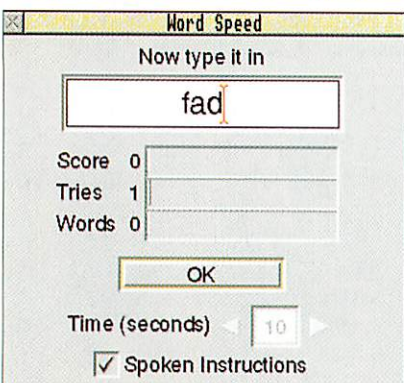 Word Speed
Now type it in
fad
Score 0
Tries 1
Words 0
OK
Time (seconds) 10
Spoken Instructions